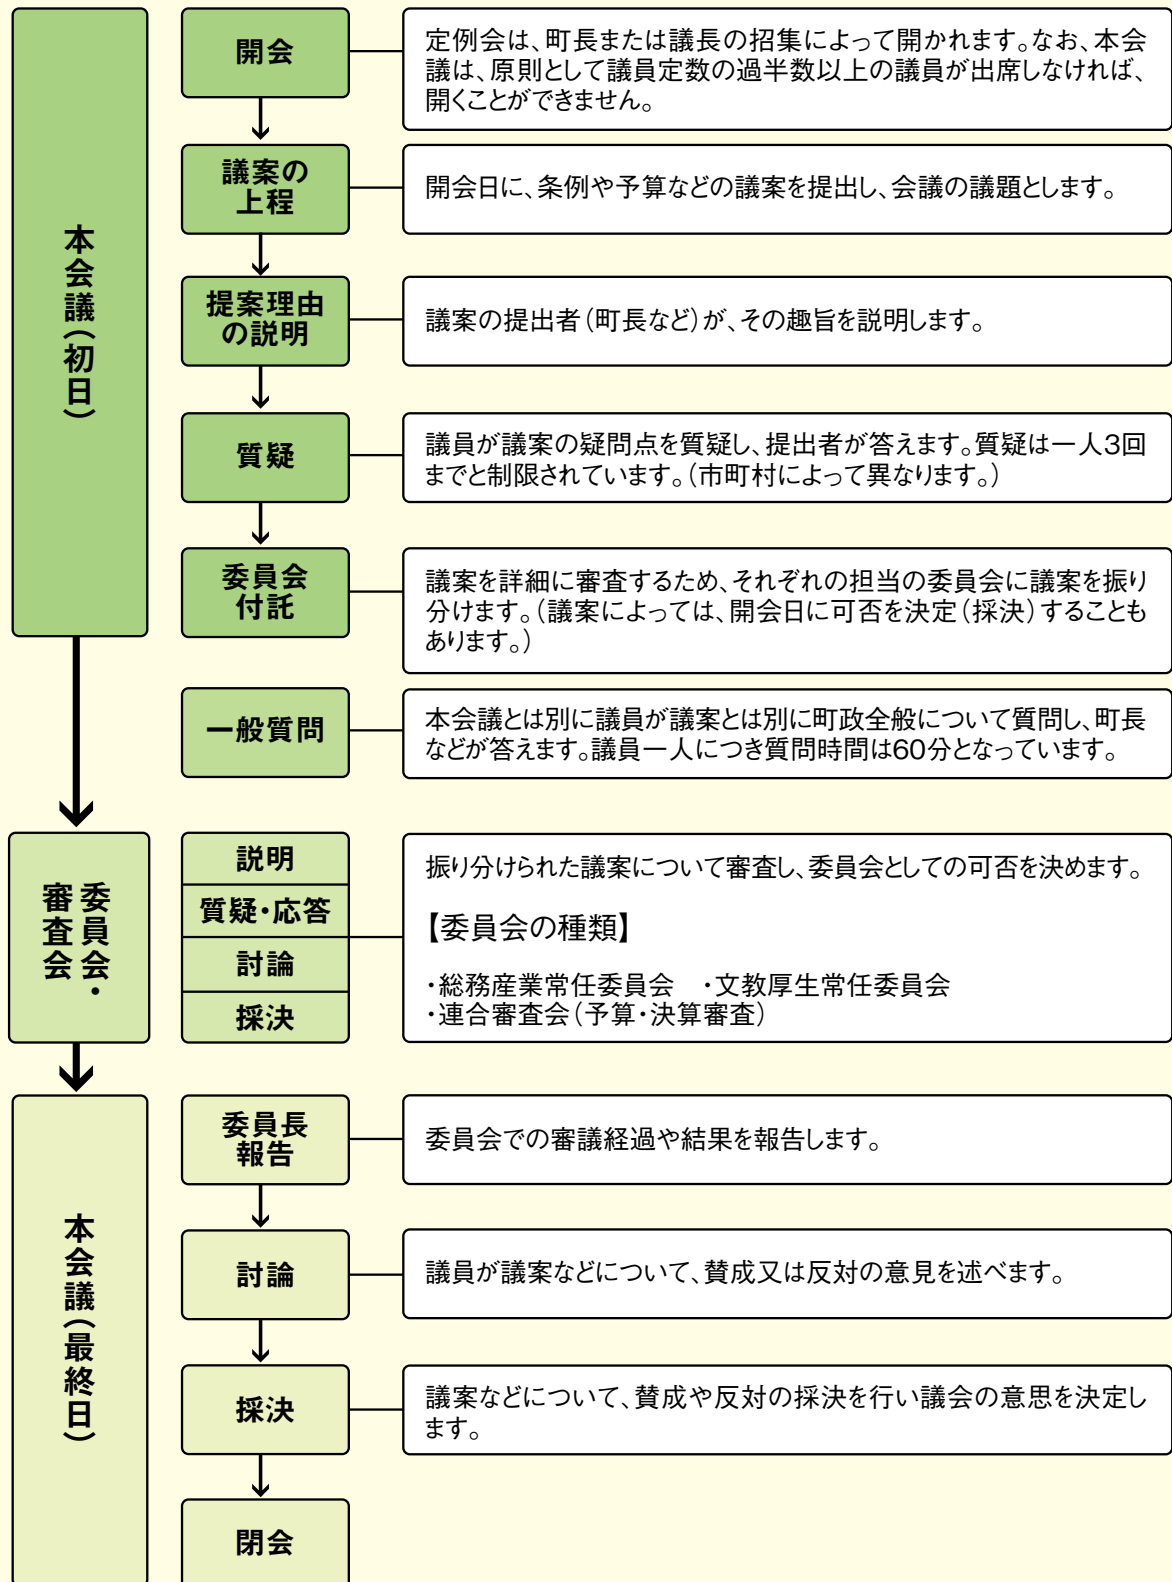 本会議（初日）
開会
定例会は、町長または議長の招集によって開かれます。なお、本会
議は、原則として議員定数の過半数以上の議員が出席しなければ、
開くことができません。
議案の
上程
開会日に、条例や予算などの議案を提出し、会議の議題とします。
提案理由
の説明
議案の提出者（町長など）が、その趣旨を説明します。
質疑
議員が議案の疑問点を質疑し、提出者が答えます。質疑は一人3回
までと制限されています。（市町村によって異なります。）
委員会
付託
議案を詳細に審査するため、それぞれの担当の委員会に議案を振り
分けます。（議案によっては、開会日に可否を決定（採決）することも
あります。）
一般質問
本会議とは別に議員が議案とは別に町政全般について質問し、町長
などが答えます。議員一人につき質問時間は60分となっています。
委員会・
審査会
説明
質疑・応答
討論
採決
振り分けられた議案について審査し、委員会としての可否を決めます。
【委員会の種類】
・総務産業常任委員会　・文教厚生常任委員会
・連合審査会（予算・決算審査）
本会議（最終日）
委員長
報告
委員会での審議経過や結果を報告します。
討論
議員が議案などについて、賛成又は反対の意見を述べます。
採決
議案などについて、賛成や反対の採決を行い議会の意思を決定し
ます。
閉会